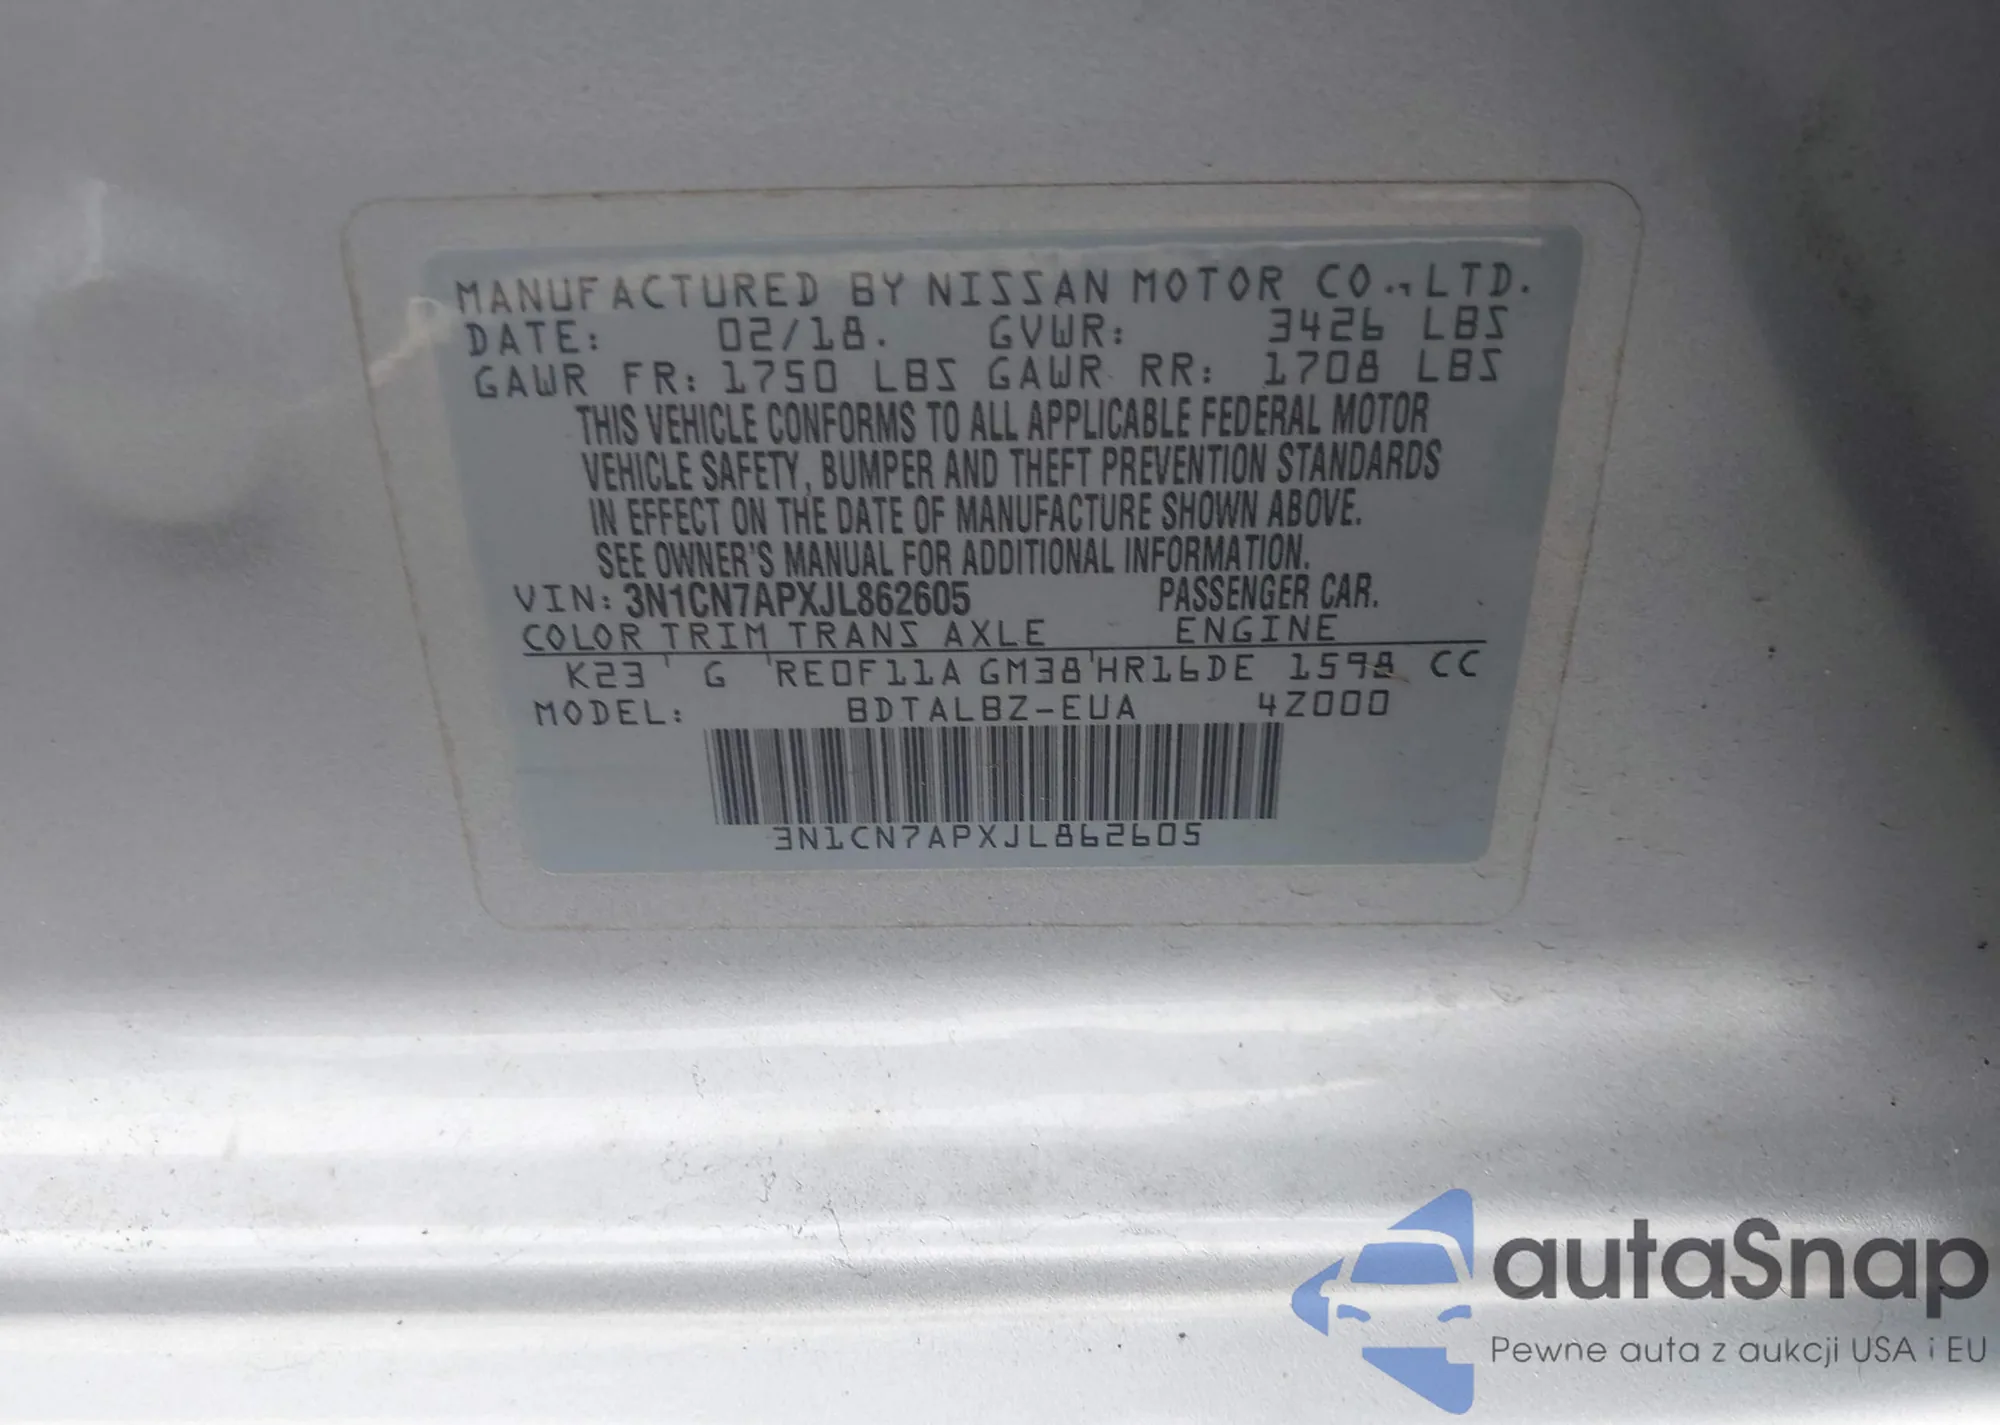 MANUFACTURED BY NISSAN MOTOR CO., LTD.
DATE: 02/18. GVWR: 3426 LBS
GAWR FR: 1750 LBS GAWR RR: 1708 LBS
THIS VEHICLE CONFORMS TO ALL APPLICABLE FEDERAL MOTOR
VEHICLE SAFETY, BUMPER AND THEFT PREVENTION STANDARDS
IN EFFECT ON THE DATE OF MANUFACTURE SHOWN ABOVE.
SEE OWNER'S MANUAL FOR ADDITIONAL INFORMATION.
VIN: 3N1CN7APXJL862605 PASSENGER CAR.
COLOR TRIM TRANS AXLE ENGINE
K23 G RE0F11A GM38 HR16DE 1598 CC
MODEL: BDTALBZ-EUA 4Z000
3N1CN7APXJL862605
autaSnap
Pewne auta z aukcji USA i EU